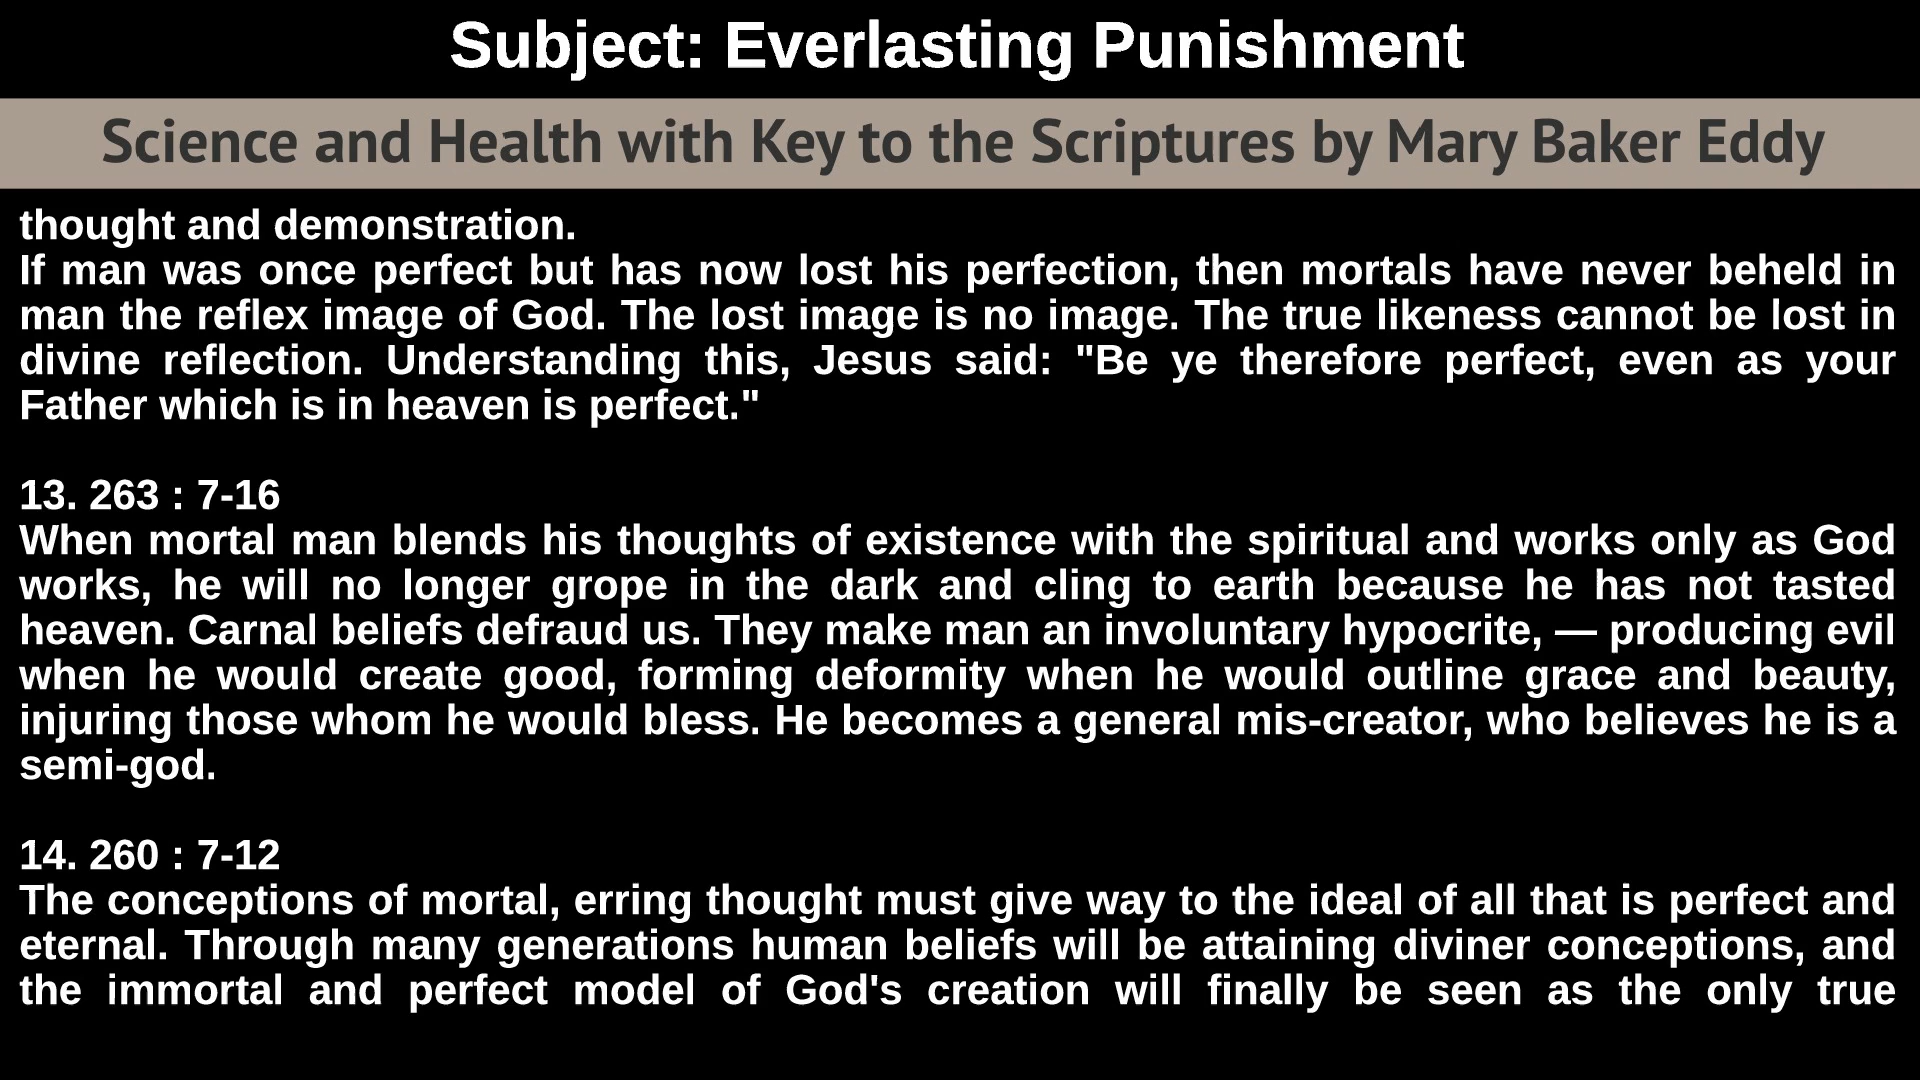 Subject: Everlasting Punishment
Science and Health with Key to the Scriptures by Mary Baker Eddy
thought and demonstration.
If man was once perfect but has now lost his perfection, then mortals have never beheld in
man the reflex image of God. The lost image is no image. The true likeness cannot be lost in
divine reflection. Understanding this, Jesus said: "Be ye therefore perfect, even as your
Father which is in heaven is perfect."
13. 263 : 7-16
When mortal man blends his thoughts of existence with the spiritual and works only as God
works, he will no longer grope in the dark and cling to earth because he has not tasted
heaven. Carnal beliefs defraud us. They make man an involuntary hypocrite, — producing evil
when he would create good, forming deformity when he would outline grace and beauty,
injuring those whom he would bless. He becomes a general mis-creator, who believes he is a
semi-god.
14. 260 : 7-12
The conceptions of mortal, erring thought must give way to the ideal of all that is perfect and
eternal. Through many generations human beliefs will be attaining diviner conceptions, and
the immortal and perfect model of God's creation will finally be seen as the only true